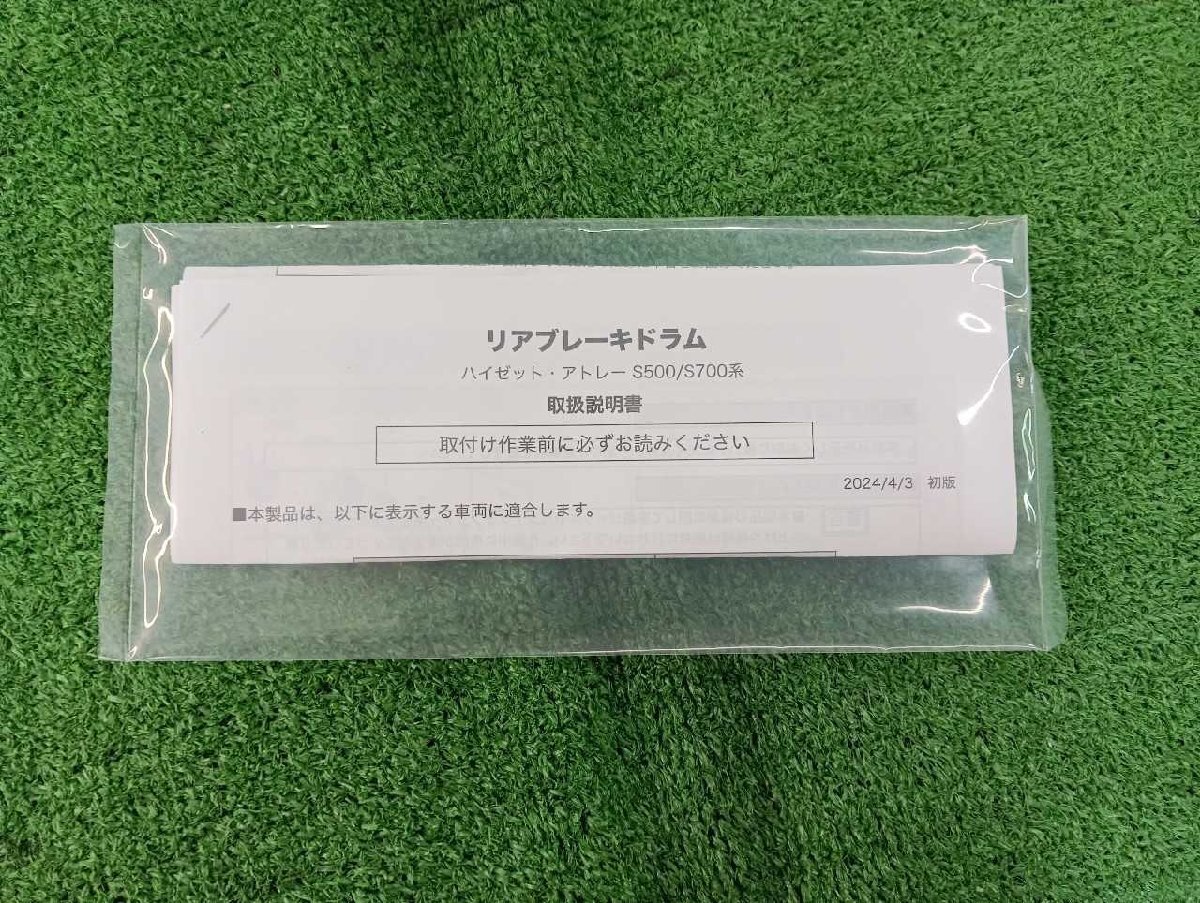 リアブレーキドラム
ハイゼット・アトレー S500/S700系
取扱説明書
取付け作業前に必ずお読みください
2024/4/3 初版
■本製品は、以下に表示する車両に適合します。